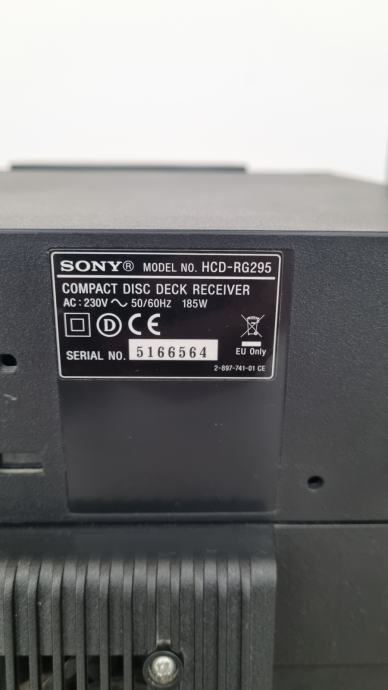 SONY® MODEL NO. HCD-RG295
COMPACT DISC DECK RECEIVER
AC: 230V ~ 50/60HZ 185W
D CE
SERIAL NO. 5166564 EU Only
2-897-741-01 CE